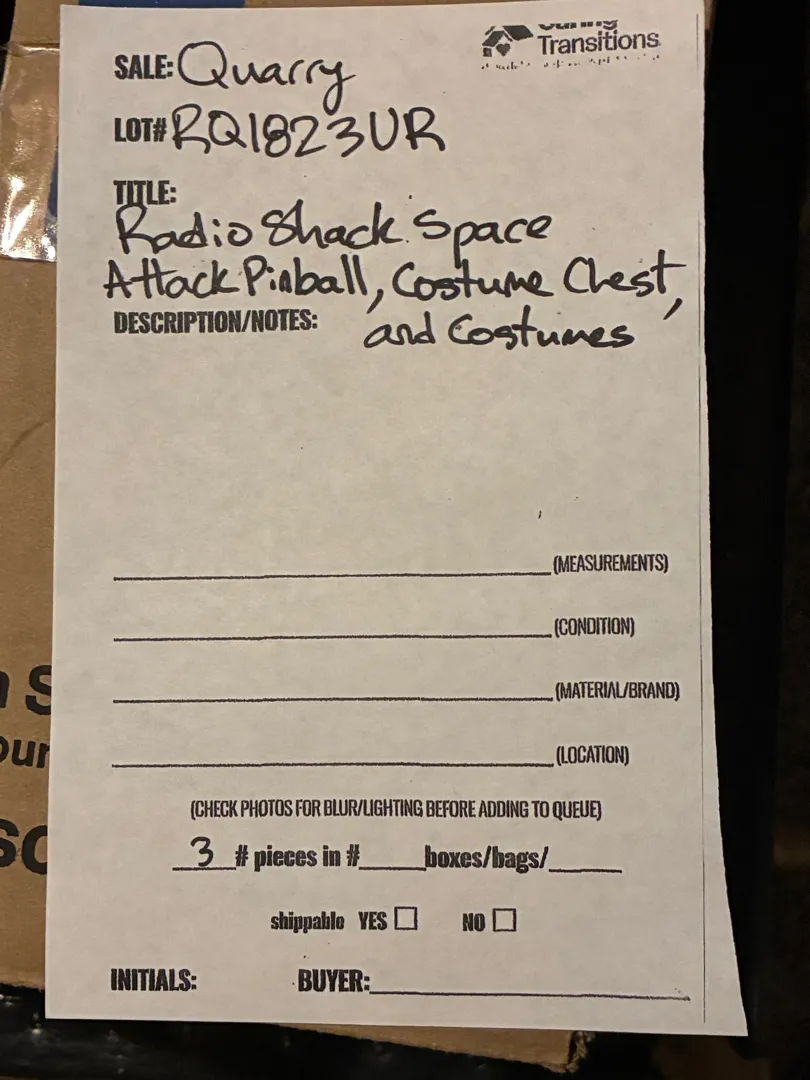 Transitions
SALE: Quarry
LOT# RQ1823UR
TITLE:
Radio Shack Space
Attack Pinball, Costume Chest,
DESCRIPTION/NOTES: and Costumes
(MEASUREMENTS)
(CONDITION)
(MATERIAL/BRAND)
(LOCATION)
(CHECK PHOTOS FOR BLUR/LIGHTING BEFORE ADDING TO QUEUE)
3 # pieces in # boxes/bags/
shippable YES NO
INITIALS: BUYER: